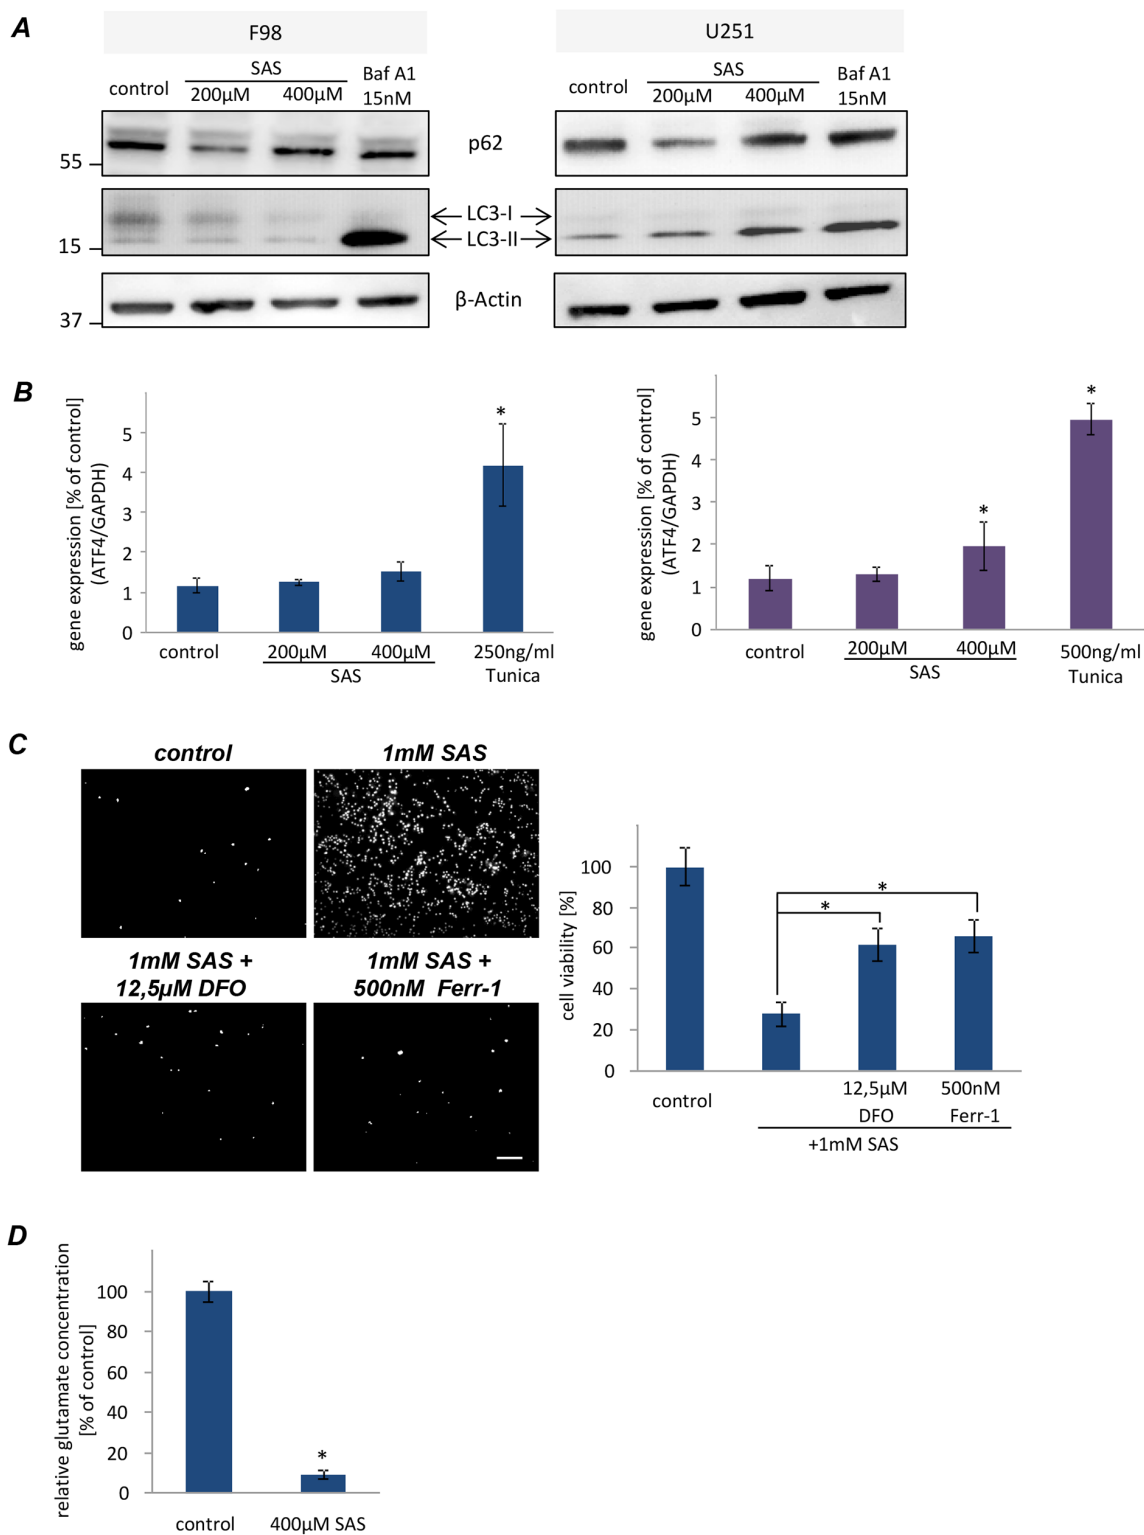 A
F98
U251
control
SAS
200µM
400µM
Baf A1
15nM
control
SAS
200µM
400µM
Baf A1
15nM
55
p62
15
LC3-I
LC3-II
37
β-Actin
B
gene expression [% of control]
(ATF4/GAPDH)
5
4
3
2
1
0
*
control
200µM
400µM
SAS
250ng/ml
Tunica
gene expression [% of control]
(ATF4/GAPDH)
5
4
3
2
1
0
*
*
control
200µM
400µM
SAS
500ng/ml
Tunica
C
control
1mM SAS
1mM SAS +
12,5µM DFO
1mM SAS +
500nM Ferr-1
cell viability [%]
100
80
60
40
20
0
*
*
control
12,5µM
DFO
500nM
Ferr-1
+1mM SAS
D
relative glutamate concentration
[% of control]
100
80
60
40
20
0
*
control
400µM SAS